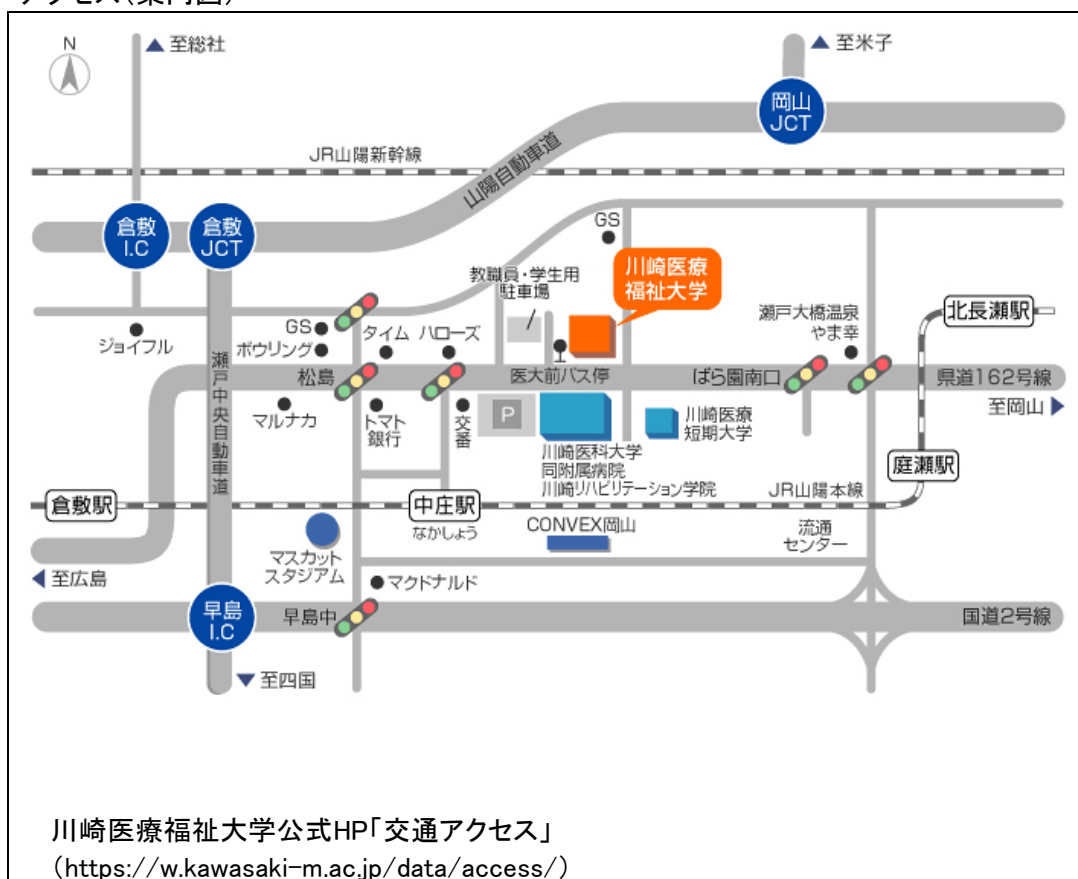 アクセス（案内図）
N
▲ 至総社
▲ 至米子
岡山
JCT
JR山陽新幹線
山陽自動車道
倉敷
I.C
倉敷
JCT
GS
川崎医療
福祉大学
教職員・学生用
駐車場
瀬戸大橋温泉
やま幸
北長瀬駅
ジョイフル
GS
ボウリング
タイム
ハローズ
松島
医大前バス停
ばら園南口
県道162号線
至岡山 ▶
瀬戸中央自動車道
マルナカ
トマト
銀行
交番
P
川崎医療
短期大学
川崎医科大学
同附属病院
川崎リハビリテーション学院
庭瀬駅
JR山陽本線
倉敷駅
中庄駅
なかしょう
CONVEX岡山
流通
センター
マスカット
スタジアム
◀ 至広島
マクドナルド
早島
I.C
早島中
国道2号線
▼ 至四国
川崎医療福祉大学公式HP「交通アクセス」
（https://w.kawasaki-m.ac.jp/data/access/）